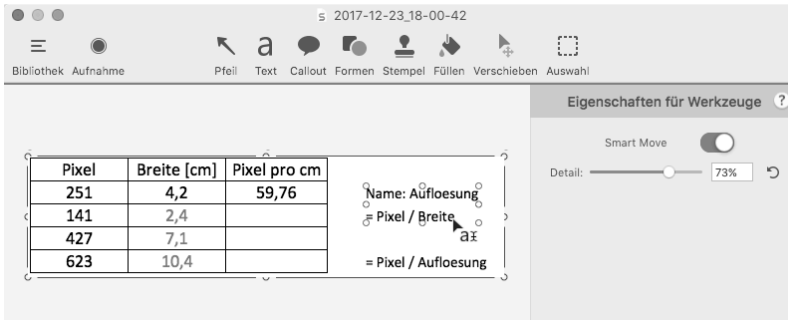 s 2017-12-23_18-00-42
Bibliothek Aufnahme Pfeil Text Callout Formen Stempel Füllen Verschieben Auswahl
Eigenschaften für Werkzeuge ?
Smart Move
Detail: 73%
Pixel Breite [cm] Pixel pro cm
251 4,2 59,76 Name: Aufloesung
141 2,4 = Pixel / Breite
427 7,1
623 10,4 = Pixel / Aufloesung